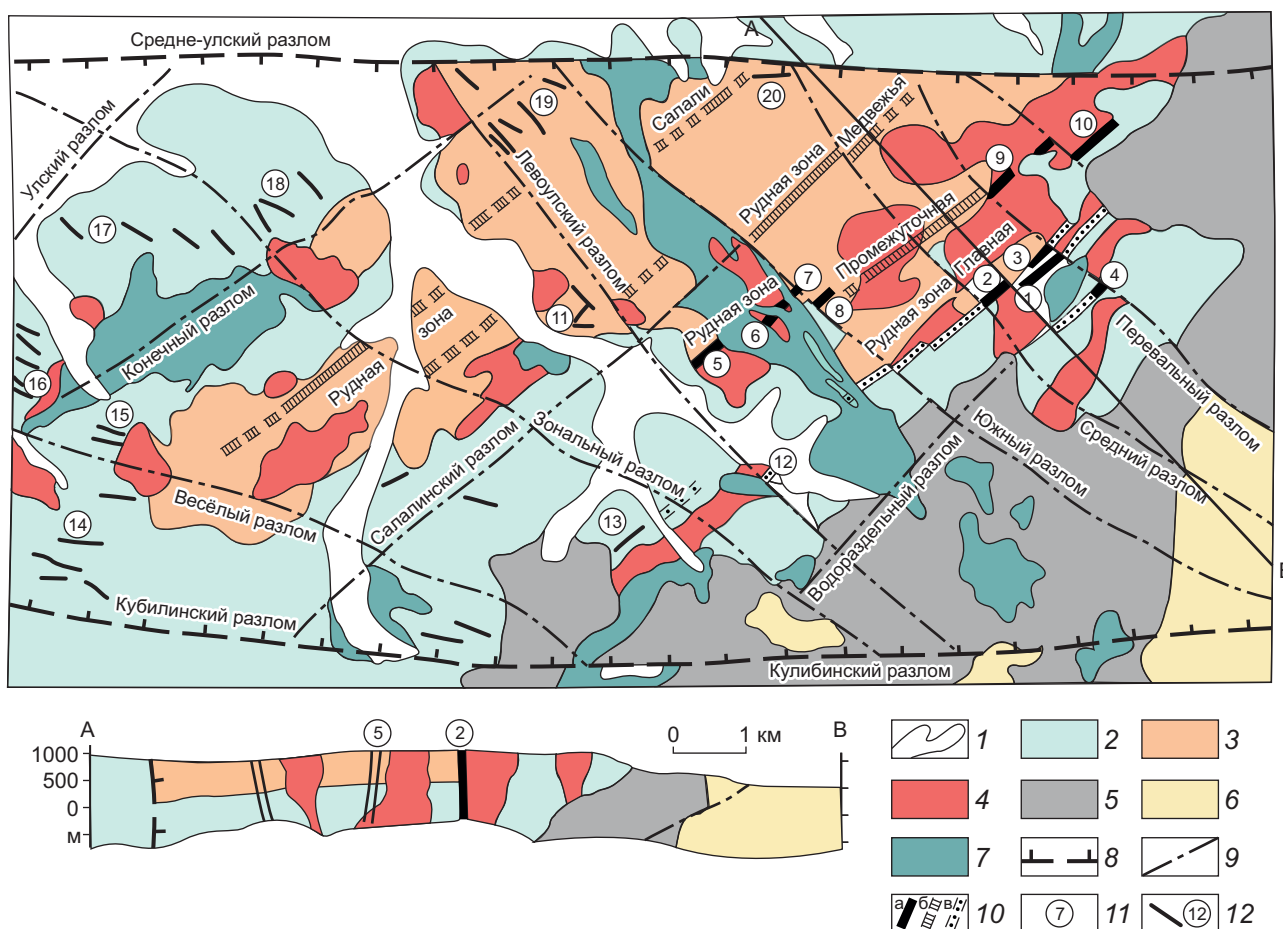 А
Средне-улский разлом
Улский разлом
19
Салали
20
Медвежья
Рудная зона
10
9
18
17
Левоулский разлом
Промежуточная
Главная
3
2
1
4
7
8
Рудная зона
Рудная зона
6
5
11
Конечный разлом
зона
Рудная
16
15
Перевальный разлом
Зональный разлом
12
Южный разлом
Средний разлом
Весёлый разлом
Салалинский разлом
14
13
Водораздельный разлом
Кубилинский разлом
Кулибинский разлом
А
5
2
0 1 км
В
1000
500
0
м
1 2 3
4 5 6
7 8 9
а б в 10 7 11 12 12